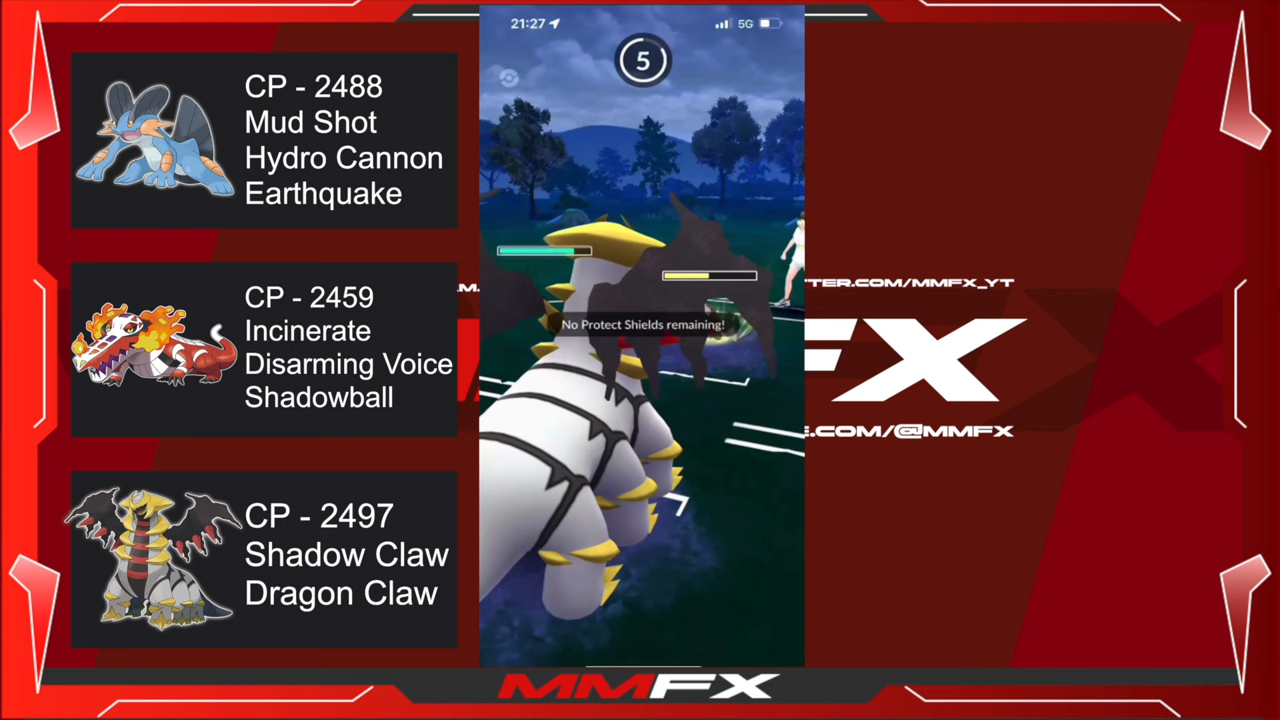 CP - 2488
Mud Shot
Hydro Cannon
Earthquake
CP - 2459
Incinerate
Disarming Voice
Shadowball
CP - 2497
Shadow Claw
Dragon Claw
21:27
5G
5
No Protect Shields remaining!
TTER.COM/MMFX_YT
FX
E.COM/@MMFX
MMFX